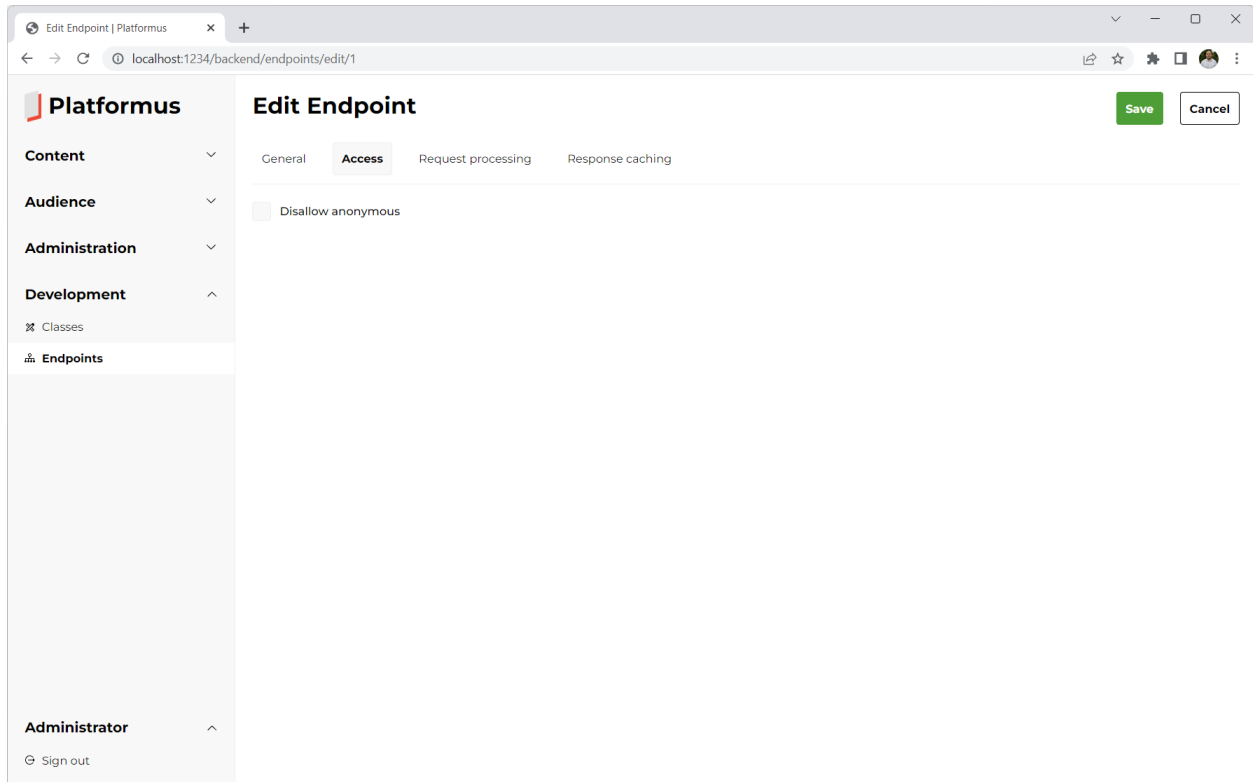 Edit Endpoint | Platformus
localhost:1234/backend/endpoints/edit/1
Platformus
Content
Audience
Administration
Development
Classes
Endpoints
Administrator
Sign out
Edit Endpoint
Save Cancel
General Access Request processing Response caching
Disallow anonymous